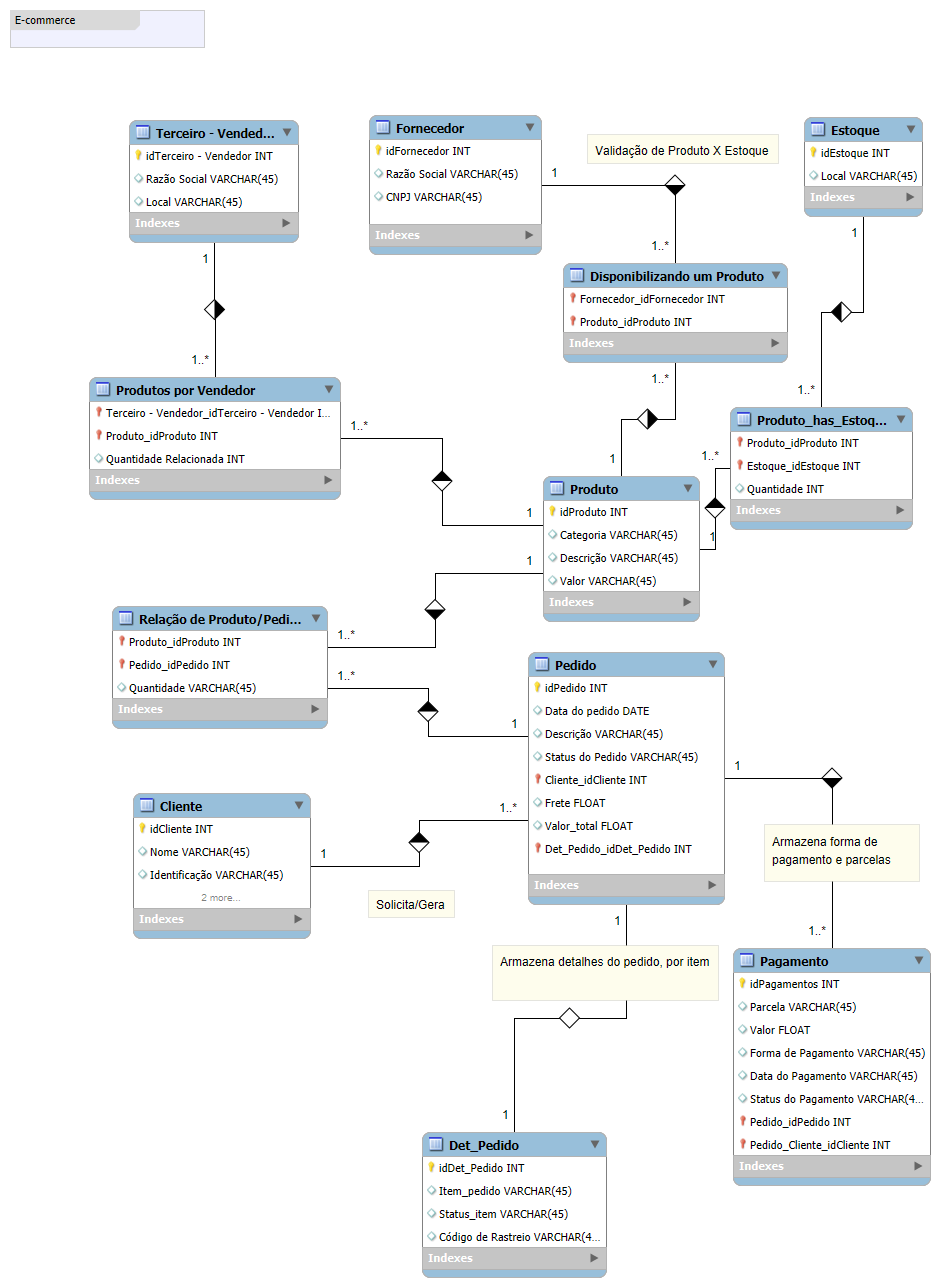 E-commerce
Terceiro - Vended...
idTerceiro - Vendedor INT
Razão Social VARCHAR(45)
Local VARCHAR(45)
Indexes
Fornecedor
idFornecedor INT
Razão Social VARCHAR(45)
CNPJ VARCHAR(45)
Indexes
Validação de Produto X Estoque
Estoque
idEstoque INT
Local VARCHAR(45)
Indexes
1
1..*
1
1..*
1
1..*
Disponibilizando um Produto
Fornecedor_idFornecedor INT
Produto_idProduto INT
Indexes
1..*
1
Produtos por Vendedor
Terceiro - Vendedor_idTerceiro - Vendedor I...
Produto_idProduto INT
Quantidade Relacionada INT
Indexes
1..*
1
Produto_has_Estoq...
Produto_idProduto INT
Estoque_idEstoque INT
Quantidade INT
Indexes
1..*
1
Produto
idProduto INT
Categoria VARCHAR(45)
Descrição VARCHAR(45)
Valor VARCHAR(45)
Indexes
1
1..*
Relação de Produto/Pedi...
Produto_idProduto INT
Pedido_idPedido INT
Quantidade VARCHAR(45)
Indexes
1..*
1
Pedido
idPedido INT
Data do pedido DATE
Descrição VARCHAR(45)
Status do Pedido VARCHAR(45)
Cliente_idCliente INT
Frete FLOAT
Valor_total FLOAT
Det_Pedido_idDet_Pedido INT
Indexes
Cliente
idCliente INT
Nome VARCHAR(45)
Identificação VARCHAR(45)
2 more...
Indexes
1
1..*
Solicita/Gera
1
1..*
Armazena forma de
pagamento e parcelas
1
1
Armazena detalhes do pedido, por item
Pagamento
idPagamentos INT
Parcela VARCHAR(45)
Valor FLOAT
Forma de Pagamento VARCHAR(45)
Data do Pagamento VARCHAR(45)
Status do Pagamento VARCHAR(4...
Pedido_idPedido INT
Pedido_Cliente_idCliente INT
Indexes
Det_Pedido
idDet_Pedido INT
Item_pedido VARCHAR(45)
Status_item VARCHAR(45)
Código de Rastreio VARCHAR(4...
Indexes